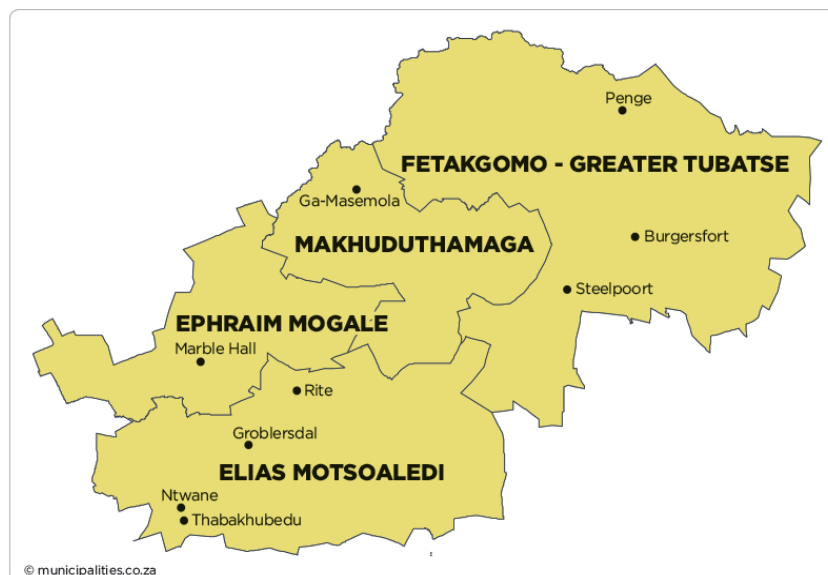 Penge
FETAKGOMO - GREATER TUBATSE
Ga-Masemola
MAKHUDUTHAMAGA
Burgersfort
Steelpoort
EPHRAIM MOGALE
Marble Hall
Rite
Groblersdal
ELIAS MOTSOALEDI
Ntwane
Thabakhubedu
© municipalities.co.za